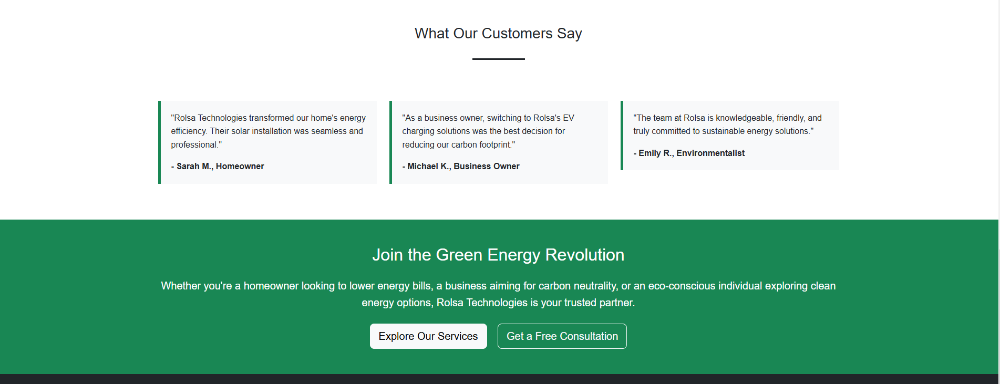 What Our Customers Say
"Rolsa Technologies transformed our home's energy
efficiency. Their solar installation was seamless and
professional."
- Sarah M., Homeowner
"As a business owner, switching to Rolsa's EV
charging solutions was the best decision for
reducing our carbon footprint."
- Michael K., Business Owner
"The team at Rolsa is knowledgeable, friendly, and
truly committed to sustainable energy solutions."
- Emily R., Environmentalist
Join the Green Energy Revolution
Whether you're a homeowner looking to lower energy bills, a business aiming for carbon neutrality, or an eco-conscious individual exploring clean
energy options, Rolsa Technologies is your trusted partner.
Explore Our Services
Get a Free Consultation